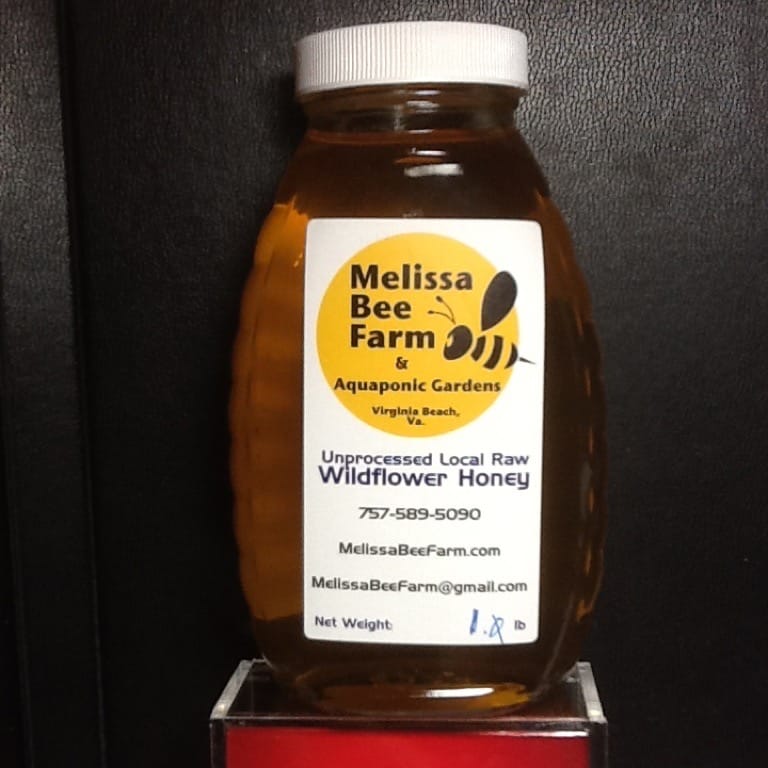 Melissa
Bee
Farm
&
Aquaponic Gardens
Virginia Beach,
Va.
Unprocessed Local Raw
Wildflower Honey
757-589-5090
MelissaBeeFarm.com
MelissaBeeFarm@gmail.com
Net Weight: lb